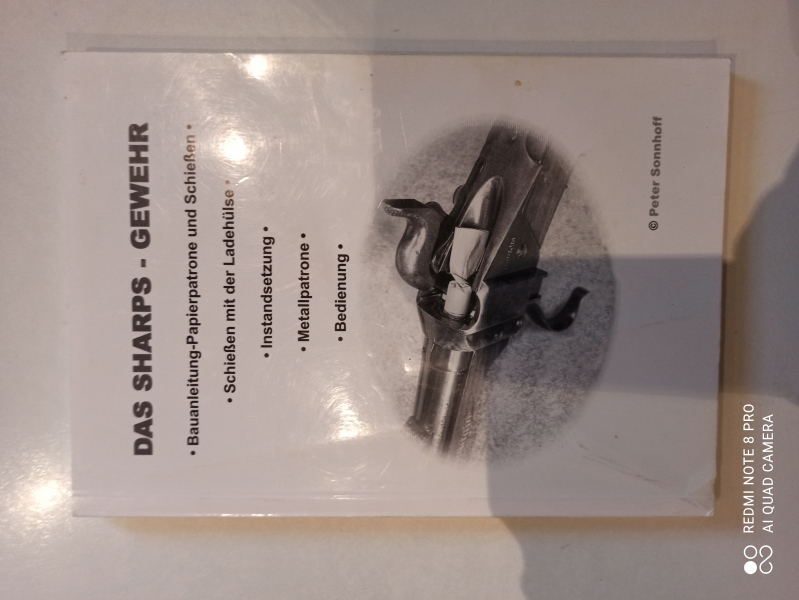 DAS SHARPS - GEWEHR
• Bauanleitung-Papierpatrone und Schießen •
• Schießen mit der Ladehülse •
• Instandsetzung •
• Metallpatrone •
• Bedienung •
© Peter Sonnhoff
REDMI NOTE 8 PRO
AI QUAD CAMERA